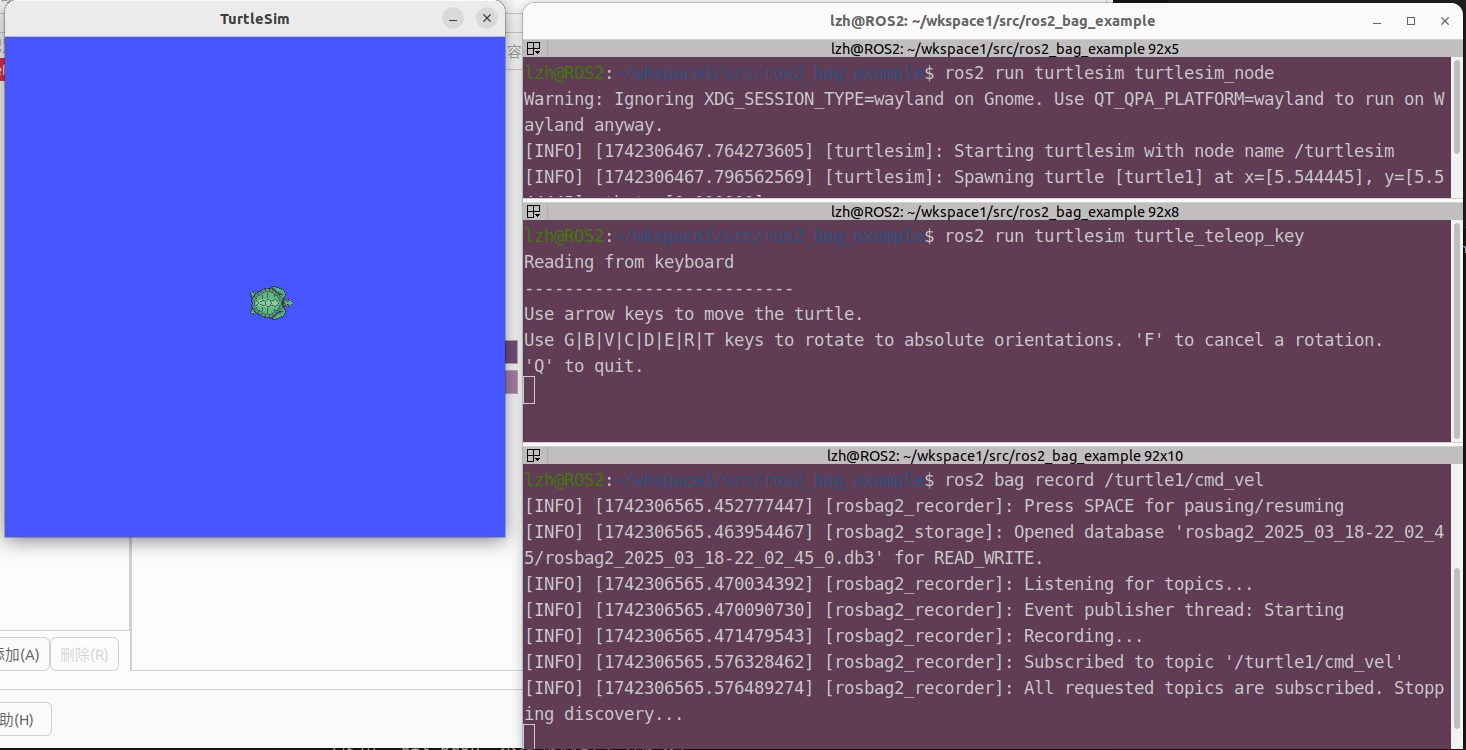 TurtleSim
lzh@ROS2: ~/wkspace1/src/ros2_bag_example
lzh@ROS2: ~/wkspace1/src/ros2_bag_example 92x5
lzh@ROS2:~/wkspace1/src/ros2_bag_example$ ros2 run turtlesim turtlesim_node
Warning: Ignoring XDG_SESSION_TYPE=wayland on Gnome. Use QT_QPA_PLATFORM=wayland to run on W
ayland anyway.
[INFO] [1742306467.764273605] [turtlesim]: Starting turtlesim with node name /turtlesim
[INFO] [1742306467.796562569] [turtlesim]: Spawning turtle [turtle1] at x=[5.544445], y=[5.5
lzh@ROS2: ~/wkspace1/src/ros2_bag_example 92x8
lzh@ROS2:~/wkspace1/src/ros2_bag_example$ ros2 run turtlesim turtle_teleop_key
Reading from keyboard
---------------------------
Use arrow keys to move the turtle.
Use G|B|V|C|D|E|R|T keys to rotate to absolute orientations. 'F' to cancel a rotation.
'Q' to quit.
lzh@ROS2: ~/wkspace1/src/ros2_bag_example 92x10
lzh@ROS2:~/wkspace1/src/ros2_bag_example$ ros2 bag record /turtle1/cmd_vel
[INFO] [1742306565.452777447] [rosbag2_recorder]: Press SPACE for pausing/resuming
[INFO] [1742306565.463954467] [rosbag2_storage]: Opened database 'rosbag2_2025_03_18-22_02_4
5/rosbag2_2025_03_18-22_02_45_0.db3' for READ_WRITE.
[INFO] [1742306565.470034392] [rosbag2_recorder]: Listening for topics...
[INFO] [1742306565.470090730] [rosbag2_recorder]: Event publisher thread: Starting
[INFO] [1742306565.471479543] [rosbag2_recorder]: Recording...
[INFO] [1742306565.576328462] [rosbag2_recorder]: Subscribed to topic '/turtle1/cmd_vel'
[INFO] [1742306565.576489274] [rosbag2_recorder]: All requested topics are subscribed. Stopp
ing discovery...
容
添加(A)
删除(R)
助(H)